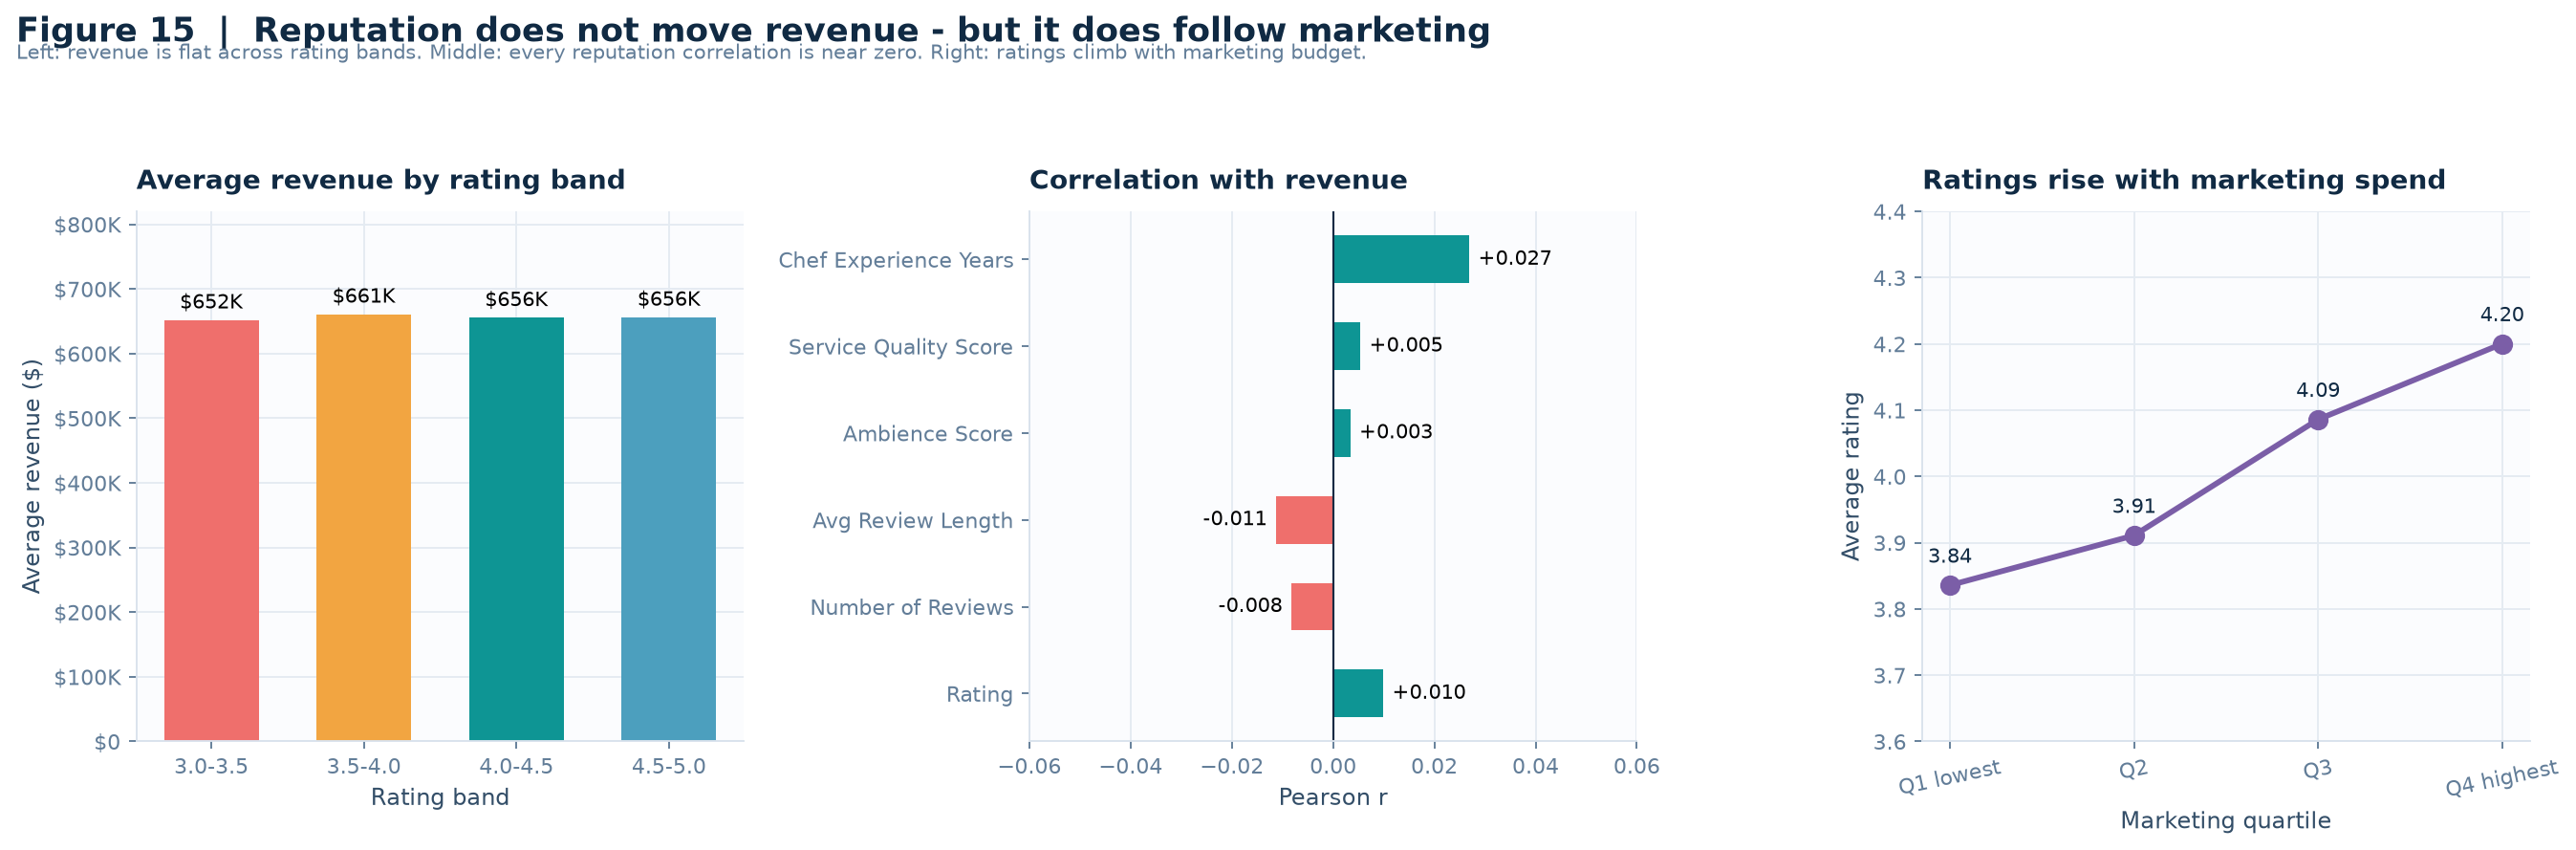 Figure 15 | Reputation does not move revenue - but it does follow marketing
Left: revenue is flat across rating bands. Middle: every reputation correlation is near zero. Right: ratings climb with marketing budget.
Average revenue by rating band
Average revenue ($)
$800K
$700K
$600K
$500K
$400K
$300K
$200K
$100K
$0
$652K
$661K
$656K
$656K
3.0-3.5
3.5-4.0
4.0-4.5
4.5-5.0
Rating band
Correlation with revenue
Chef Experience Years
+0.027
Service Quality Score
+0.005
Ambience Score
+0.003
Avg Review Length
-0.011
Number of Reviews
-0.008
Rating
+0.010
−0.06
−0.04
−0.02
0.00
0.02
0.04
0.06
Pearson r
Ratings rise with marketing spend
Average rating
4.4
4.3
4.2
4.1
4.0
3.9
3.8
3.7
3.6
3.84
3.91
4.09
4.20
Q1 lowest
Q2
Q3
Q4 highest
Marketing quartile